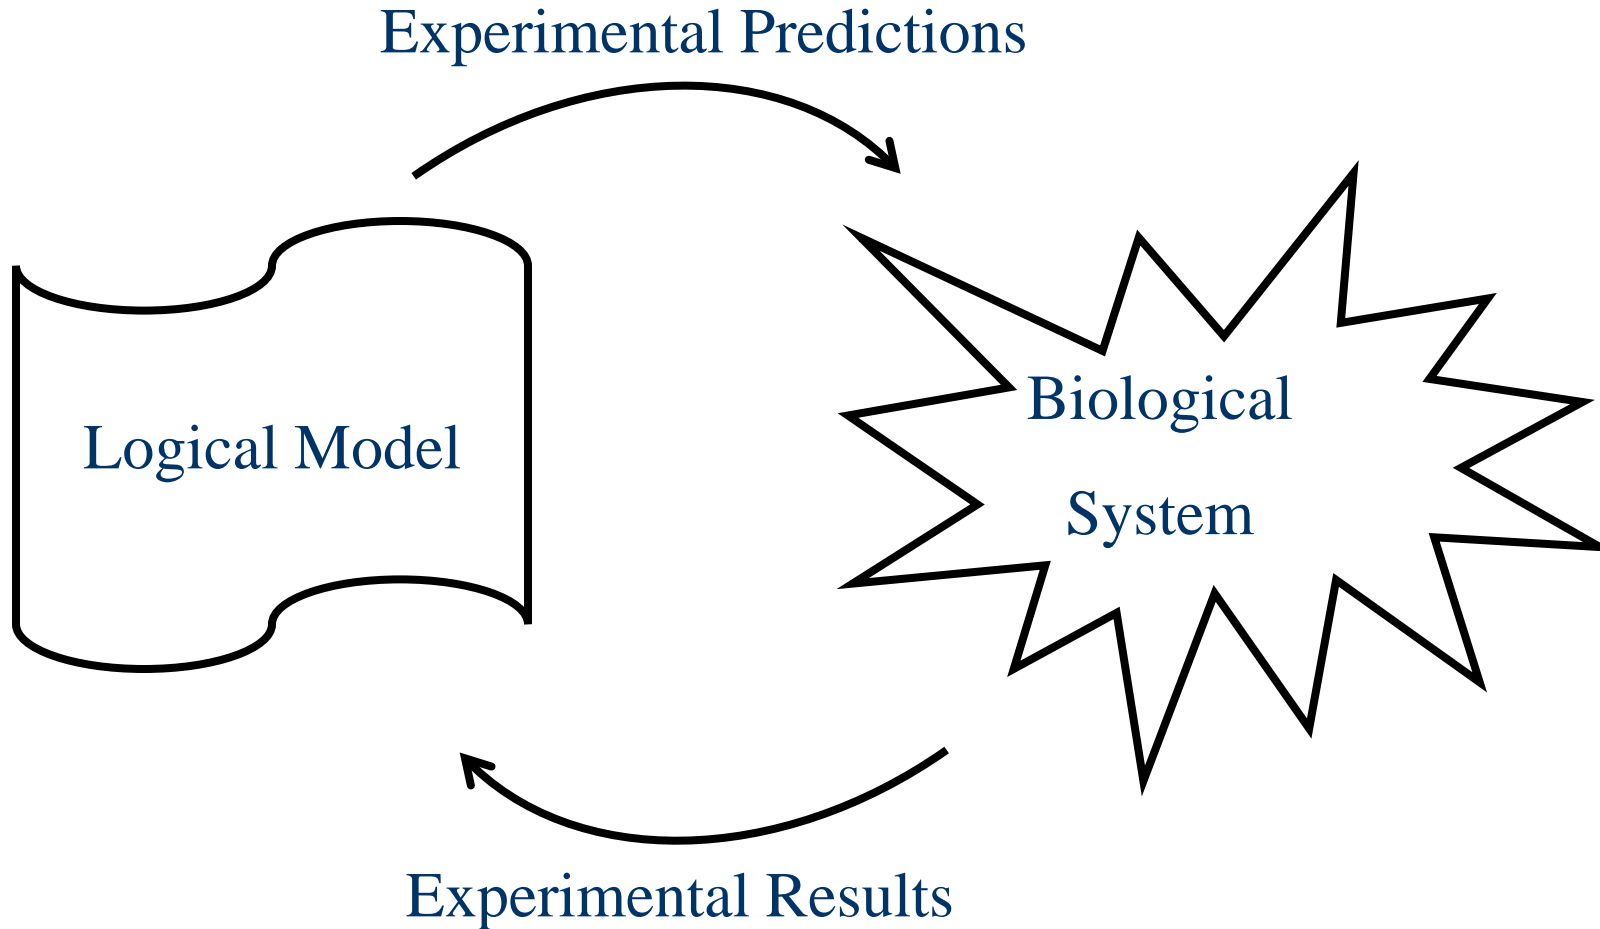 Experimental Predictions
Logical Model
Biological
System
Experimental Results